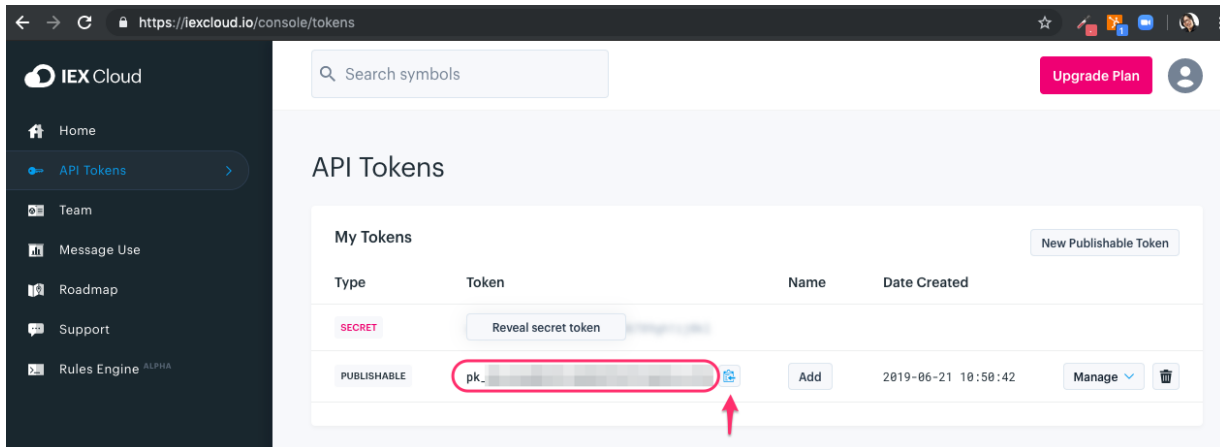 https://iexcloud.io/console/tokens
1
IEX Cloud
Search symbols
Upgrade Plan
Home
API Tokens
Team
Message Use
Roadmap
Support
Rules Engine ALPHA
API Tokens
My Tokens
New Publishable Token
Type Token Name Date Created
SECRET Reveal secret token
PUBLISHABLE pk_ Add 2019-06-21 10:50:42 Manage